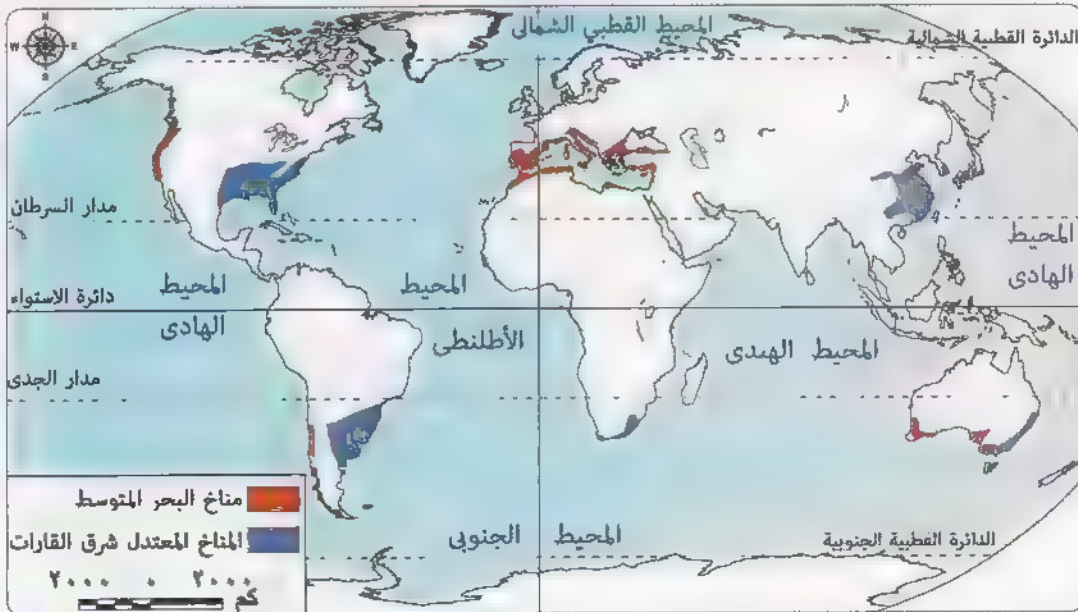 المحيط القطبي الشمالى
الدائرة القطبية الشمالية
N
W
E
S
مدار السرطان
المحيط
الهادى
المحيط
المحيط
دائرة الاستواء
الهادى
الأطلنطى
المحيط الهندى
مدار الجدى
المحيط الجنوبى
الدائرة القطبية الجنوبية
مناخ البحر المتوسط
المناخ المعتدل شرق القارات
٢٠٠٠ ٠ ٢٠٠٠
كم